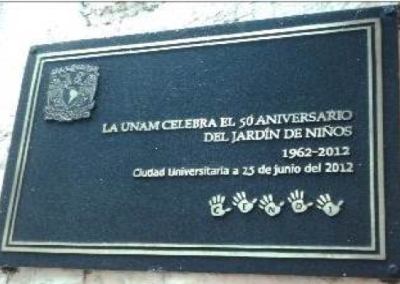 LA UNAM CELEBRA EL 50 ANIVERSARIO
DEL JARDÍN DE NIÑOS
1962-2012
Ciudad Universitaria a 25 de junio del 2012
CENDI